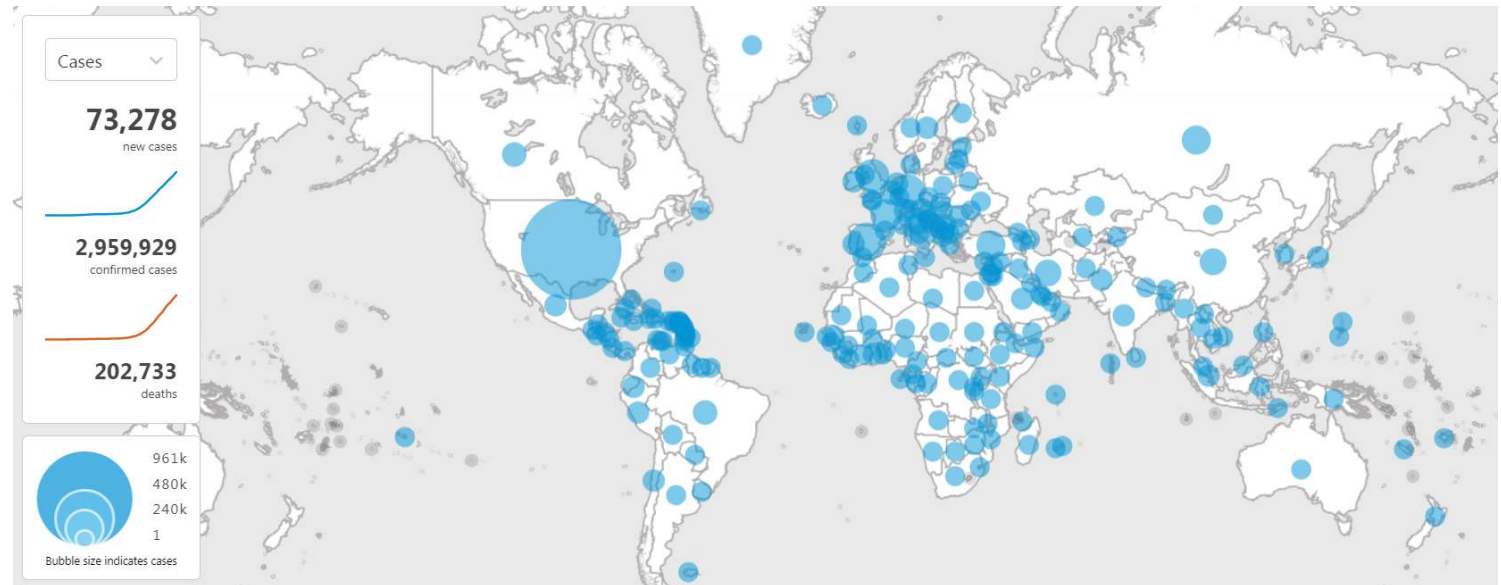 Cases
73,278
new cases
2,959,929
confirmed cases
202,733
deaths
961k
480k
240k
1
Bubble size indicates cases